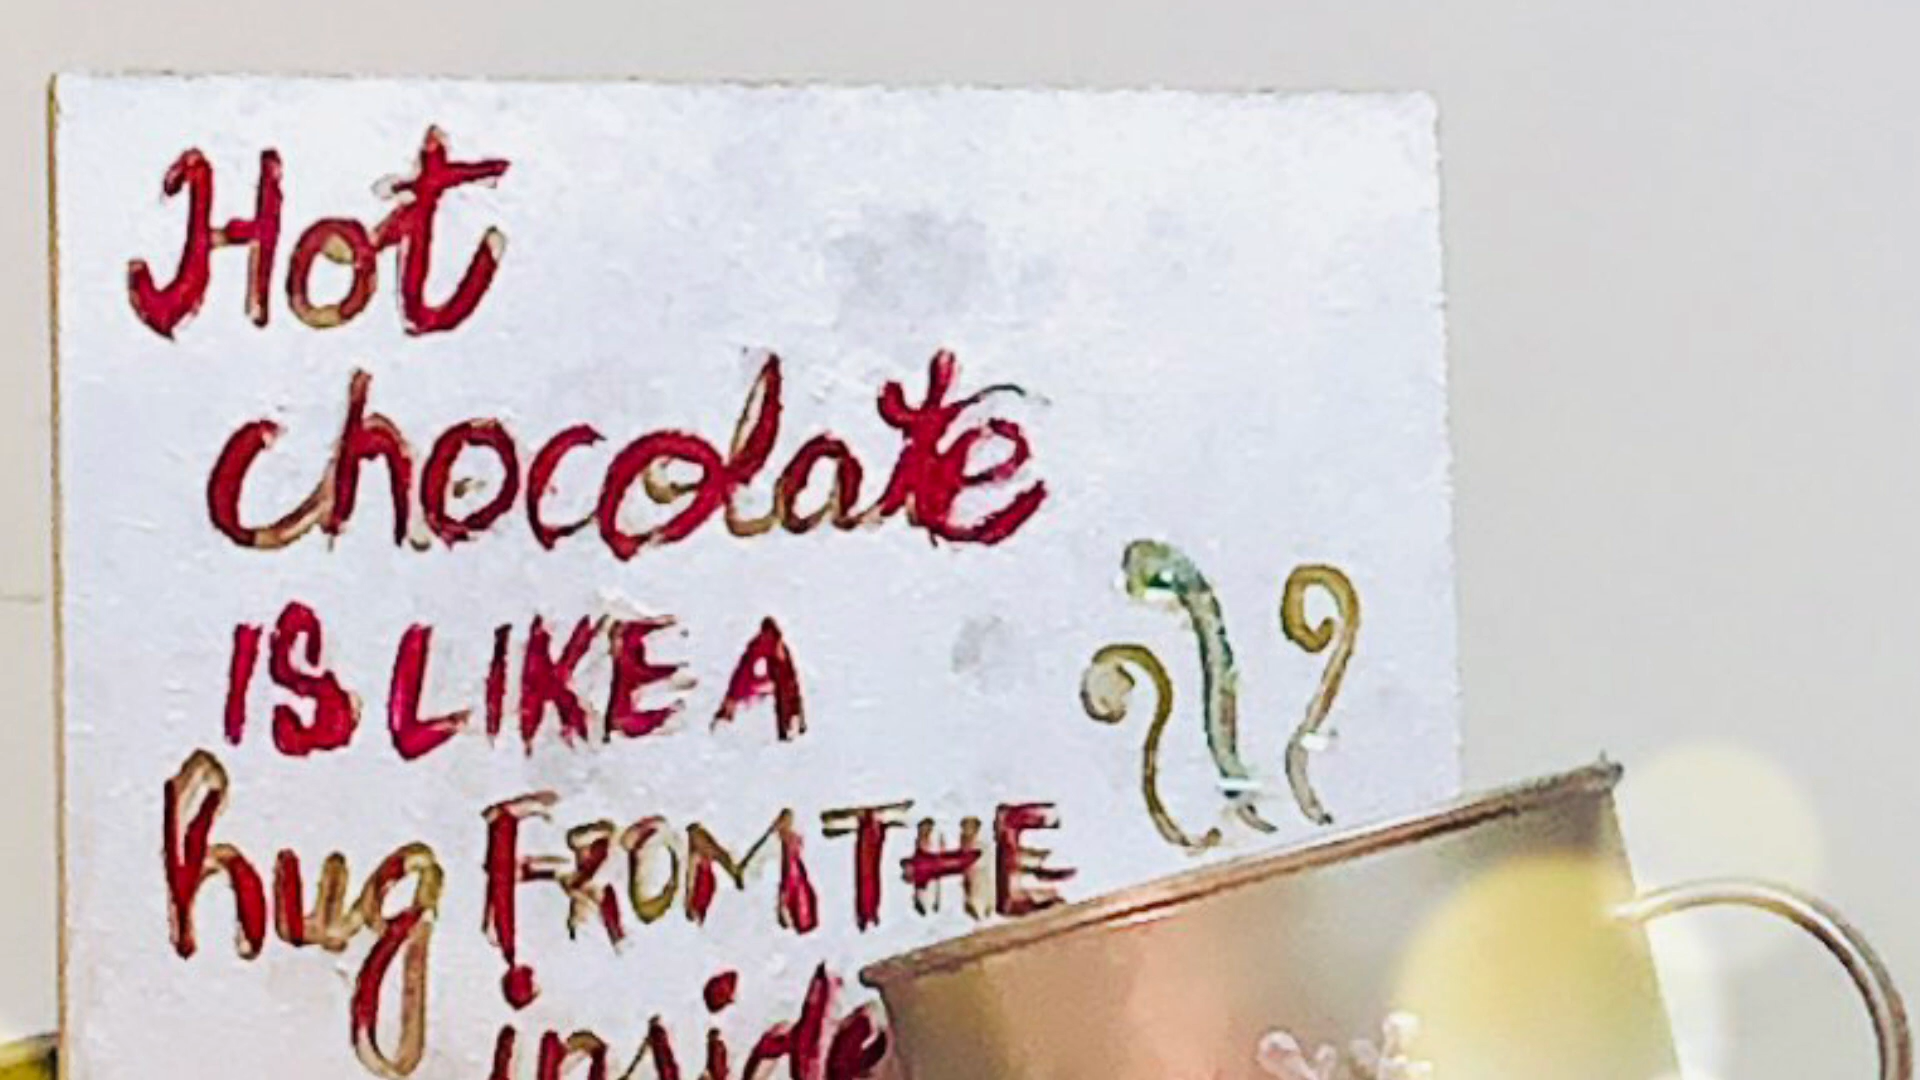 Hot
chocolate
IS LIKE A
hug FROM THE
inside